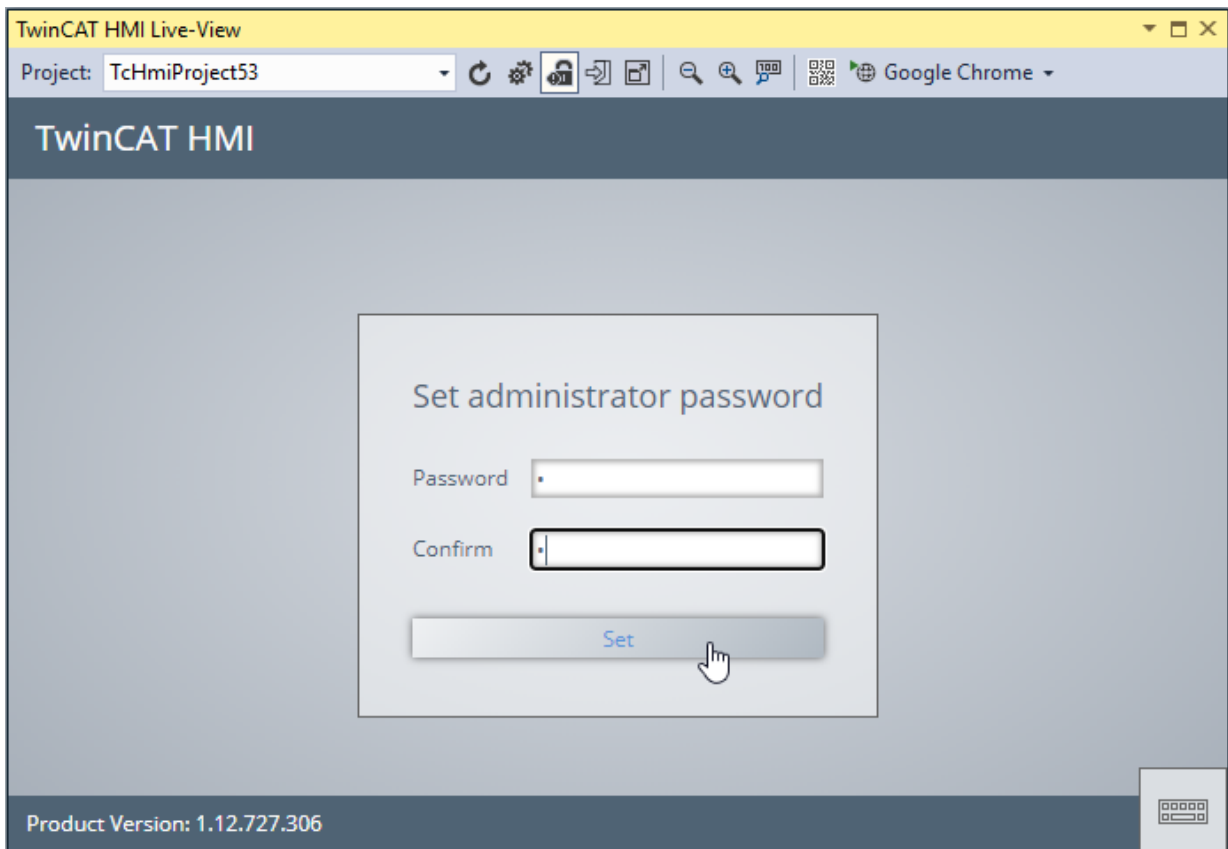 TwinCAT HMI Live-View
Project: TcHmiProject53 100 Google Chrome
TwinCAT HMI
Set administrator password
Password •
Confirm •
Set
Product Version: 1.12.727.306